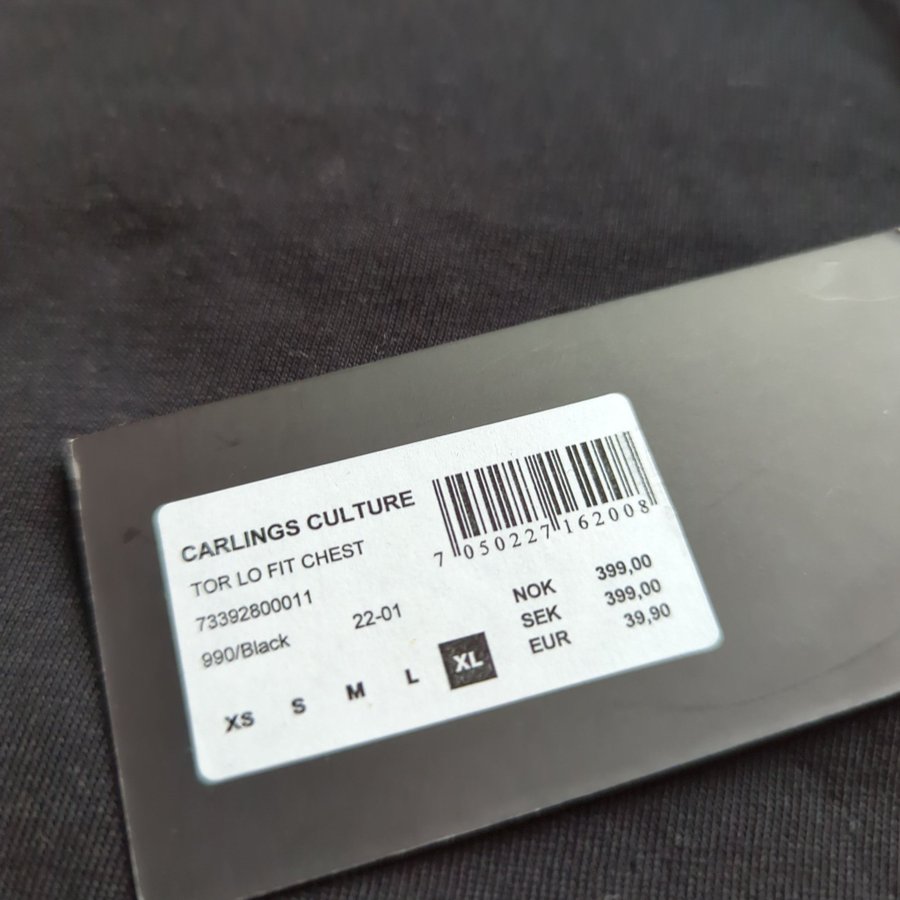 CARLINGS CULTURE
TOR LO FIT CHEST
73392800011
990/Black 22-01
XS S M L XL
7 050227 162008
NOK 399,00
SEK 399,00
EUR 39,90